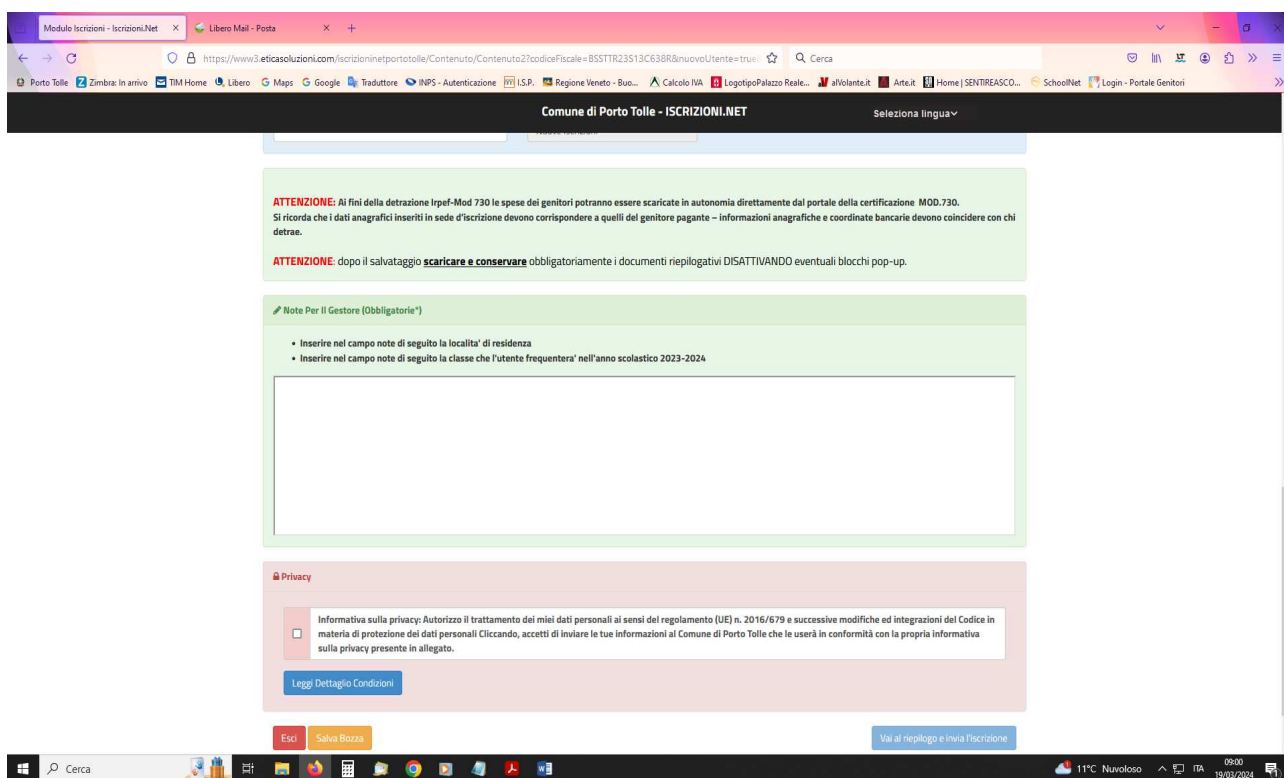 Modulo Iscrizioni - Iscrizioni.Net × Libero Mail - Posta × +
https://www3.eticasoluzioni.com/iscrizioninetportotolle/Contenuto/Contenuto2?codiceFiscale=BSSTTR23S13C638R&nuovoUtente=true Cerca
Porto Tolle Zimbra: In arrivo TIM Home Libero Maps Google Traduttore INPS - Autenticazione I.S.P. Regione Veneto - Buo... Calcolo IVA LogotipoPalazzo Reale... alVolante.it Arte.it Home | SENTIREASCO... SchoolNet Login - Portale Genitori
Comune di Porto Tolle - ISCRIZIONI.NET Seleziona lingua
ATTENZIONE: Ai fini della detrazione Irpef-Mod 730 le spese dei genitori potranno essere scaricate in autonomia direttamente dal portale della certificazione MOD.730.
Si ricorda che i dati anagrafici inseriti in sede d'iscrizione devono corrispondere a quelli del genitore pagante – informazioni anagrafiche e coordinate bancarie devono coincidere con chi
detrae.
ATTENZIONE: dopo il salvataggio scaricare e conservare obbligatoriamente i documenti riepilogativi DISATTIVANDO eventuali blocchi pop-up.
Note Per Il Gestore (Obbligatorie*)
• Inserire nel campo note di seguito la localita' di residenza
• Inserire nel campo note di seguito la classe che l'utente frequentera' nell'anno scolastico 2023-2024
Privacy
Informativa sulla privacy: Autorizzo il trattamento dei miei dati personali ai sensi del regolamento (UE) n. 2016/679 e successive modifiche ed integrazioni del Codice in
materia di protezione dei dati personali Cliccando, accetti di inviare le tue informazioni al Comune di Porto Tolle che le userà in conformità con la propria informativa
sulla privacy presente in allegato.
Leggi Dettaglio Condizioni
Esci Salva Bozza Vai al riepilogo e invia l'iscrizione
Cerca 11°C Nuvoloso ITA 09:00
19/03/2024